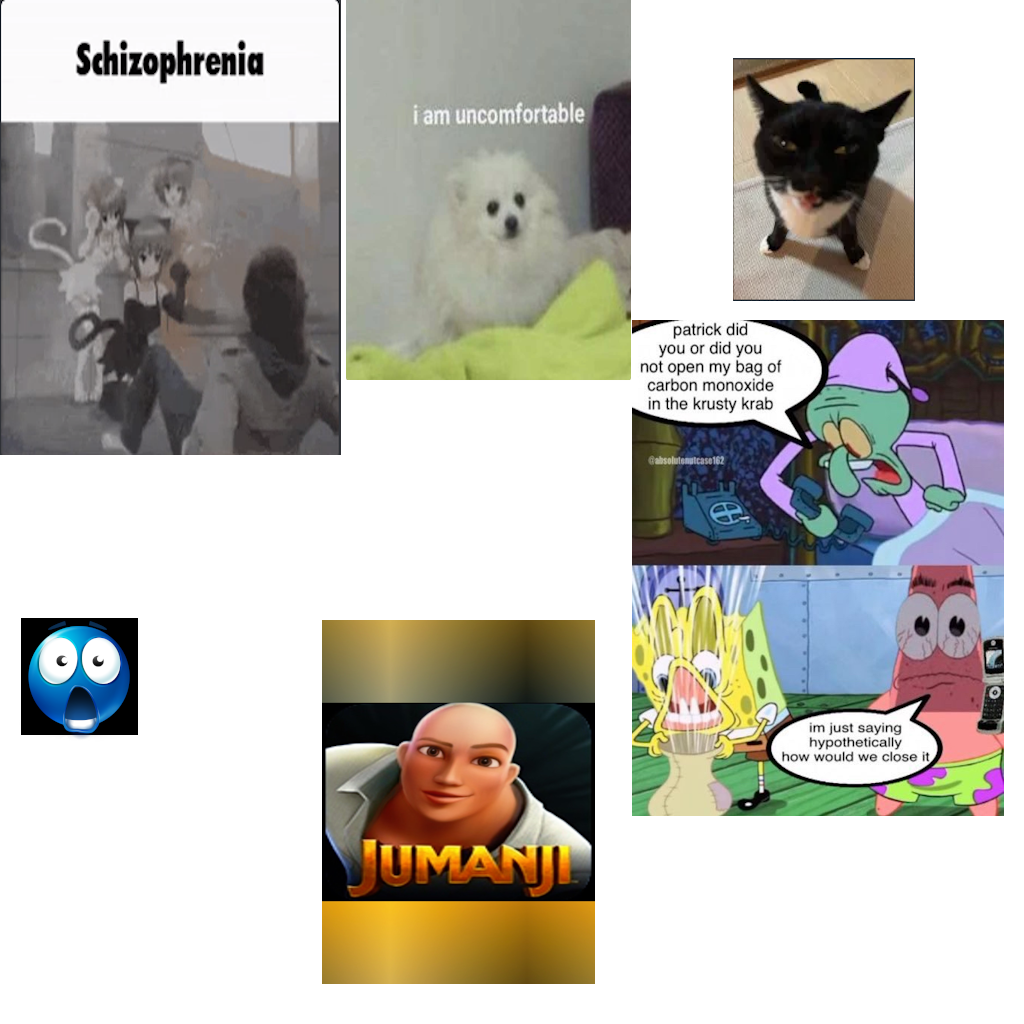 Schizophrenia
i am uncomfortable
patrick did
you or did you
not open my bag of
carbon monoxide
in the krusty krab
@absolutenutcase162
im just saying
hypothetically
how would we close it
JUMANJI